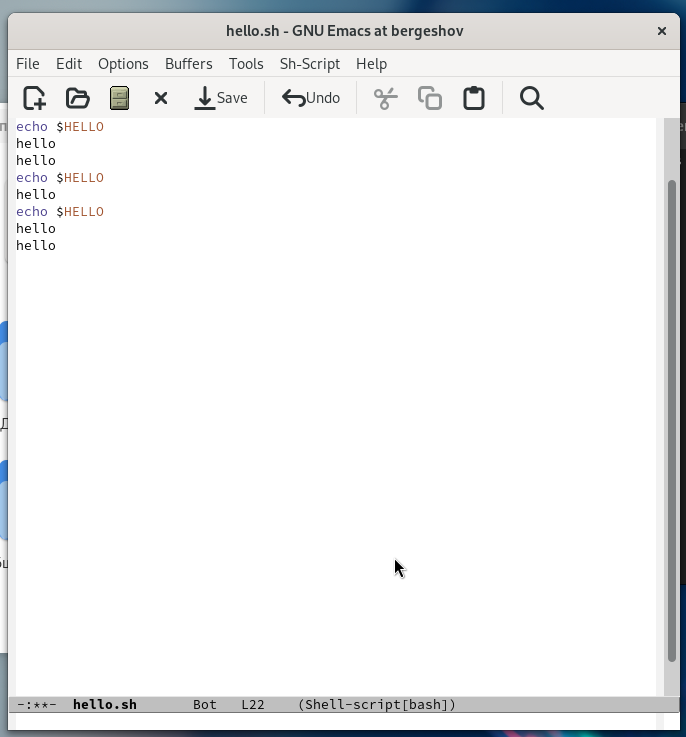 hello.sh - GNU Emacs at bergeshov
File Edit Options Buffers Tools Sh-Script Help
Save Undo
echo $HELLO
hello
hello
echo $HELLO
hello
echo $HELLO
hello
hello
-:**- hello.sh Bot L22 (Shell-script[bash])